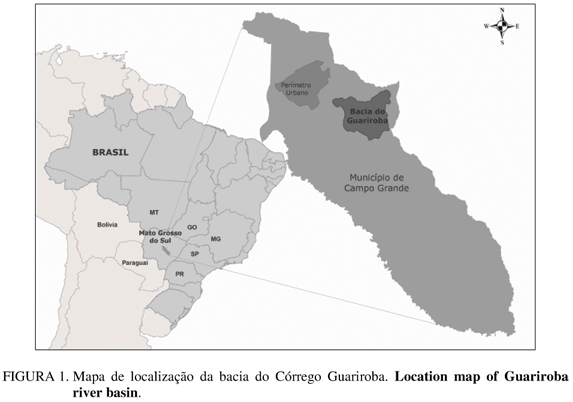 N
W E
S
Perímetro
Urbano
Bacia do
Guariroba
BRASIL
Município de
Campo Grande
MT
Bolívia
GO
Mato Grosso
do Sul
MG
SP
Paraguai
PR
FIGURA 1. Mapa de localização da bacia do Córrego Guariroba. Location map of Guariroba
river basin.